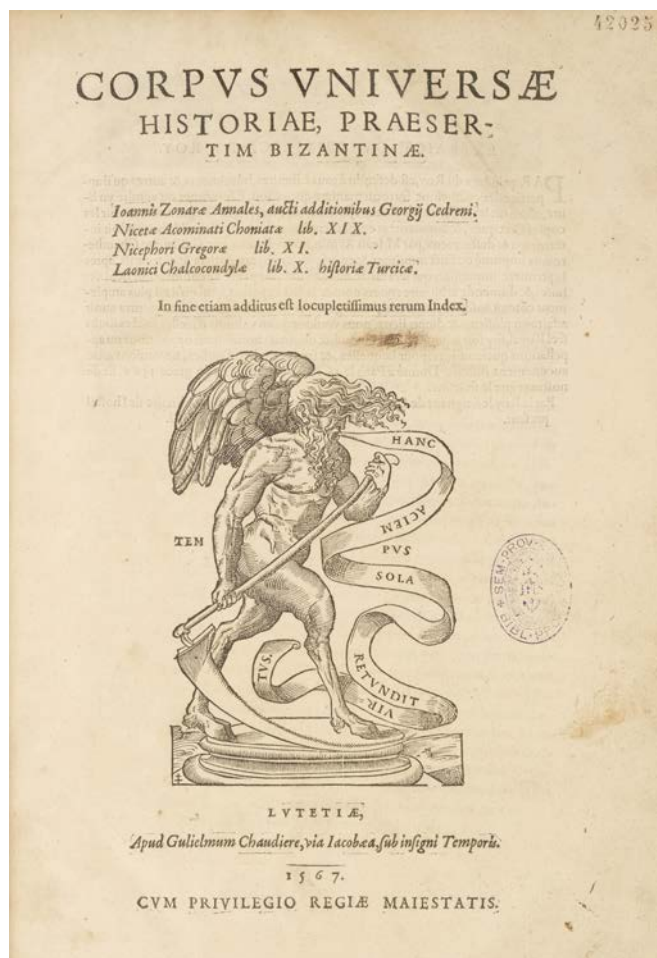 42025
CORPVS VNIVERSÆ
HISTORIAE, PRAESER-
TIM BIZANTINÆ.
Ioannis Zonaræ Annales, aucti additionibus Georgij Cedreni.
Nicetæ Acominati Choniatæ lib. XIX.
Nicephori Gregoræ lib. XI.
Laonici Chalcocondylæ lib. X. historiæ Turcicæ.
In fine etiam additus est locupletissimus rerum Index.
HANC
ACIEM
TEM
PVS
SOLA
RETVNDIT
VIR
TVS.
SEM·PROV·
BIBL·
LVTETIÆ,
Apud Gulielmum Chaudiere, via Iacobæa, sub insigni Temporis.
1567.
CVM PRIVILEGIO REGIÆ MAIESTATIS.